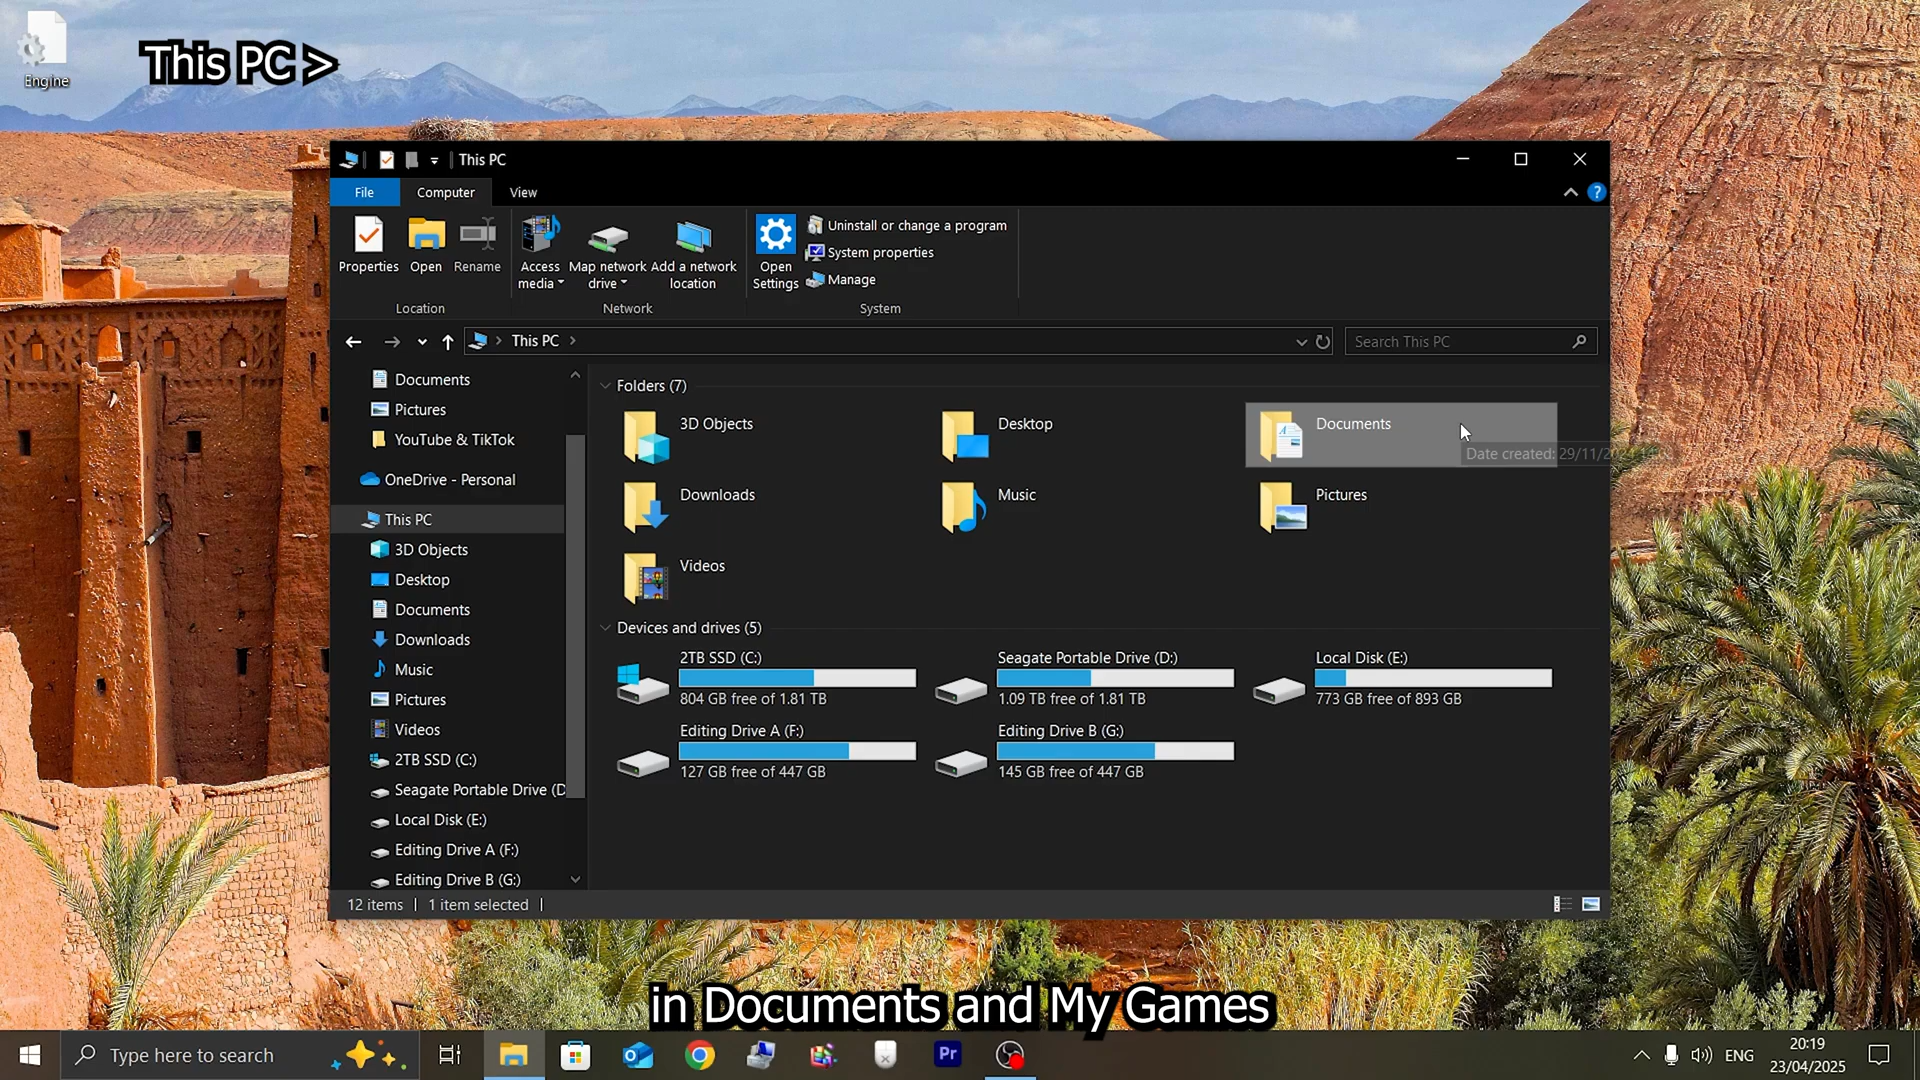 Engine
This PC >
This PC
File
Computer
View
Properties
Open
Rename
Access media
Map network drive
Add a network location
Open Settings
Uninstall or change a program
System properties
Manage
Location
Network
System
This PC
Search This PC
Documents
Pictures
YouTube & TikTok
OneDrive - Personal
This PC
3D Objects
Desktop
Documents
Downloads
Music
Pictures
Videos
2TB SSD (C:)
Seagate Portable Drive (D
Local Disk (E:)
Editing Drive A (F:)
Editing Drive B (G:)
Folders (7)
3D Objects
Desktop
Documents
Date created: 29/11/2024
Downloads
Music
Pictures
Videos
Devices and drives (5)
2TB SSD (C:)
804 GB free of 1.81 TB
Seagate Portable Drive (D:)
1.09 TB free of 1.81 TB
Local Disk (E:)
773 GB free of 893 GB
Editing Drive A (F:)
127 GB free of 447 GB
Editing Drive B (G:)
145 GB free of 447 GB
12 items
1 item selected
in Documents and My Games
Type here to search
Pr
ENG
20:19
23/04/2025